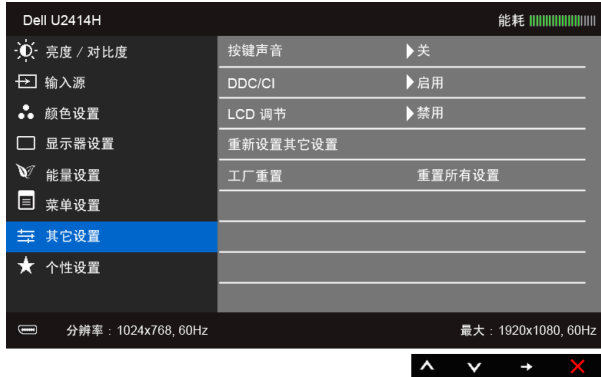 Dell U2414H 能耗
亮度 / 对比度 按键声音 关
输入源 DDC/CI 启用
颜色设置 LCD 调节 禁用
显示器设置 重新设置其它设置
能量设置 工厂重置 重置所有设置
菜单设置
其它设置
个性设置
分辨率 : 1024x768, 60Hz 最大 : 1920x1080, 60Hz